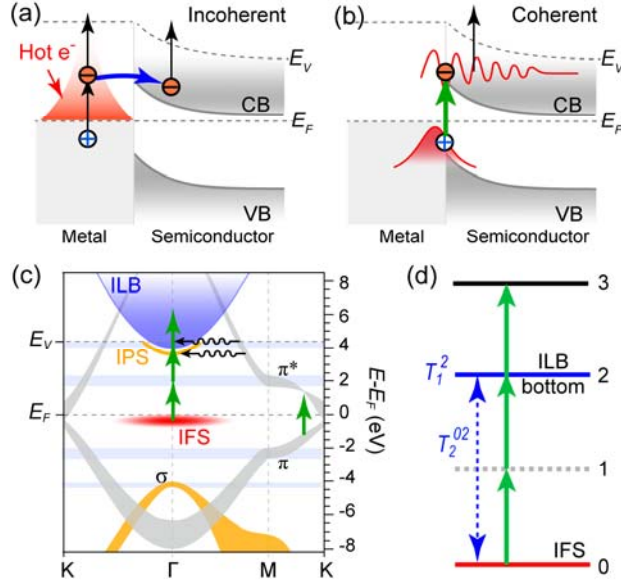 (a)
Incoherent
Hot e⁻
E_V
CB
E_F
VB
Metal
Semiconductor
(b)
Coherent
E_V
CB
E_F
VB
Metal
Semiconductor
(c)
ILB
E_V
IPS
π*
E_F
IFS
π
σ
K
Γ
M
K
8
6
4
2
0
-2
-4
-6
-8
E-E_F (eV)
(d)
3
ILB
T_1^2
2
bottom
T_2^{02}
1
IFS
0